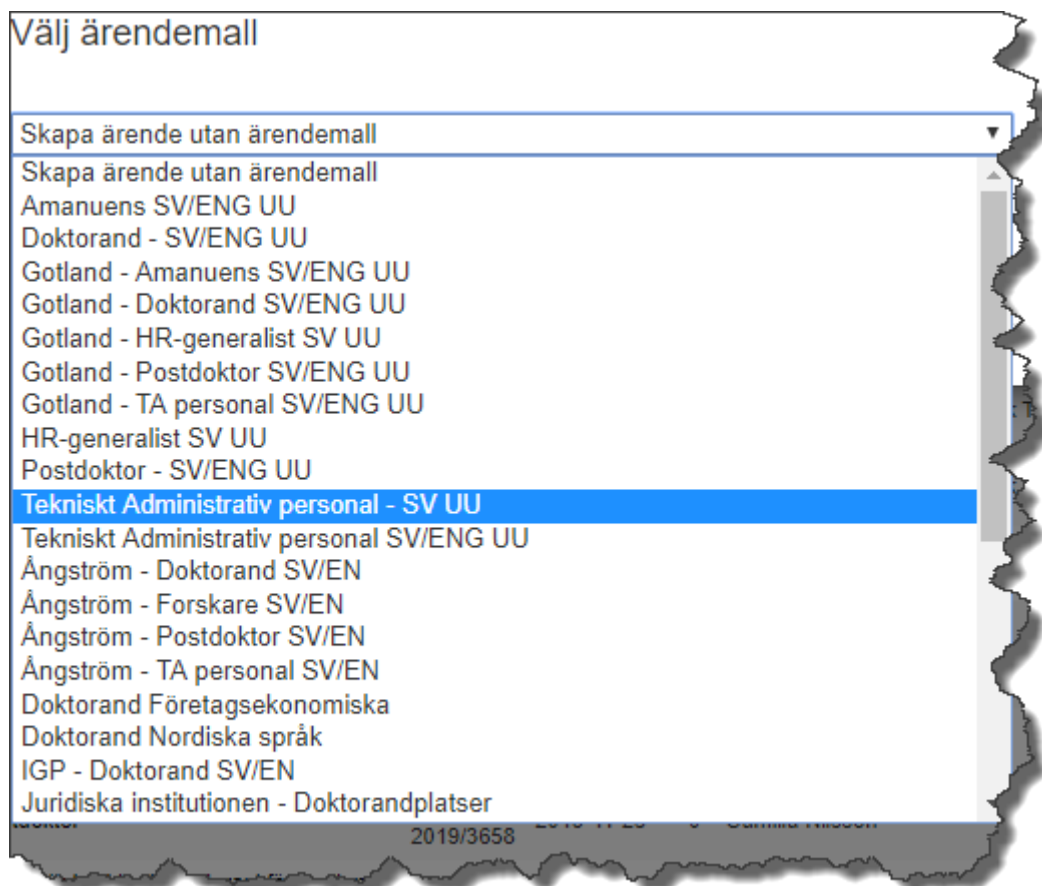 Välj ärendemall
Skapa ärende utan ärendemall
Skapa ärende utan ärendemall
Amanuens SV/ENG UU
Doktorand - SV/ENG UU
Gotland - Amanuens SV/ENG UU
Gotland - Doktorand SV/ENG UU
Gotland - HR-generalist SV UU
Gotland - Postdoktor SV/ENG UU
Gotland - TA personal SV/ENG UU
HR-generalist SV UU
Postdoktor - SV/ENG UU
Tekniskt Administrativ personal - SV UU
Tekniskt Administrativ personal SV/ENG UU
Ångström - Doktorand SV/EN
Ångström - Forskare SV/EN
Ångström - Postdoktor SV/EN
Ångström - TA personal SV/EN
Doktorand Företagsekonomiska
Doktorand Nordiska språk
IGP - Doktorand SV/EN
Juridiska institutionen - Doktorandplatser
2019/3658